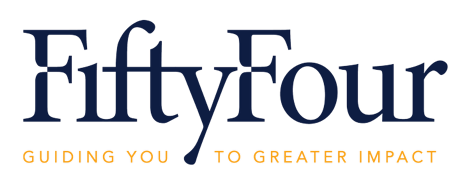 FiftyFour
GUIDING YOU TO GREATER IMPACT